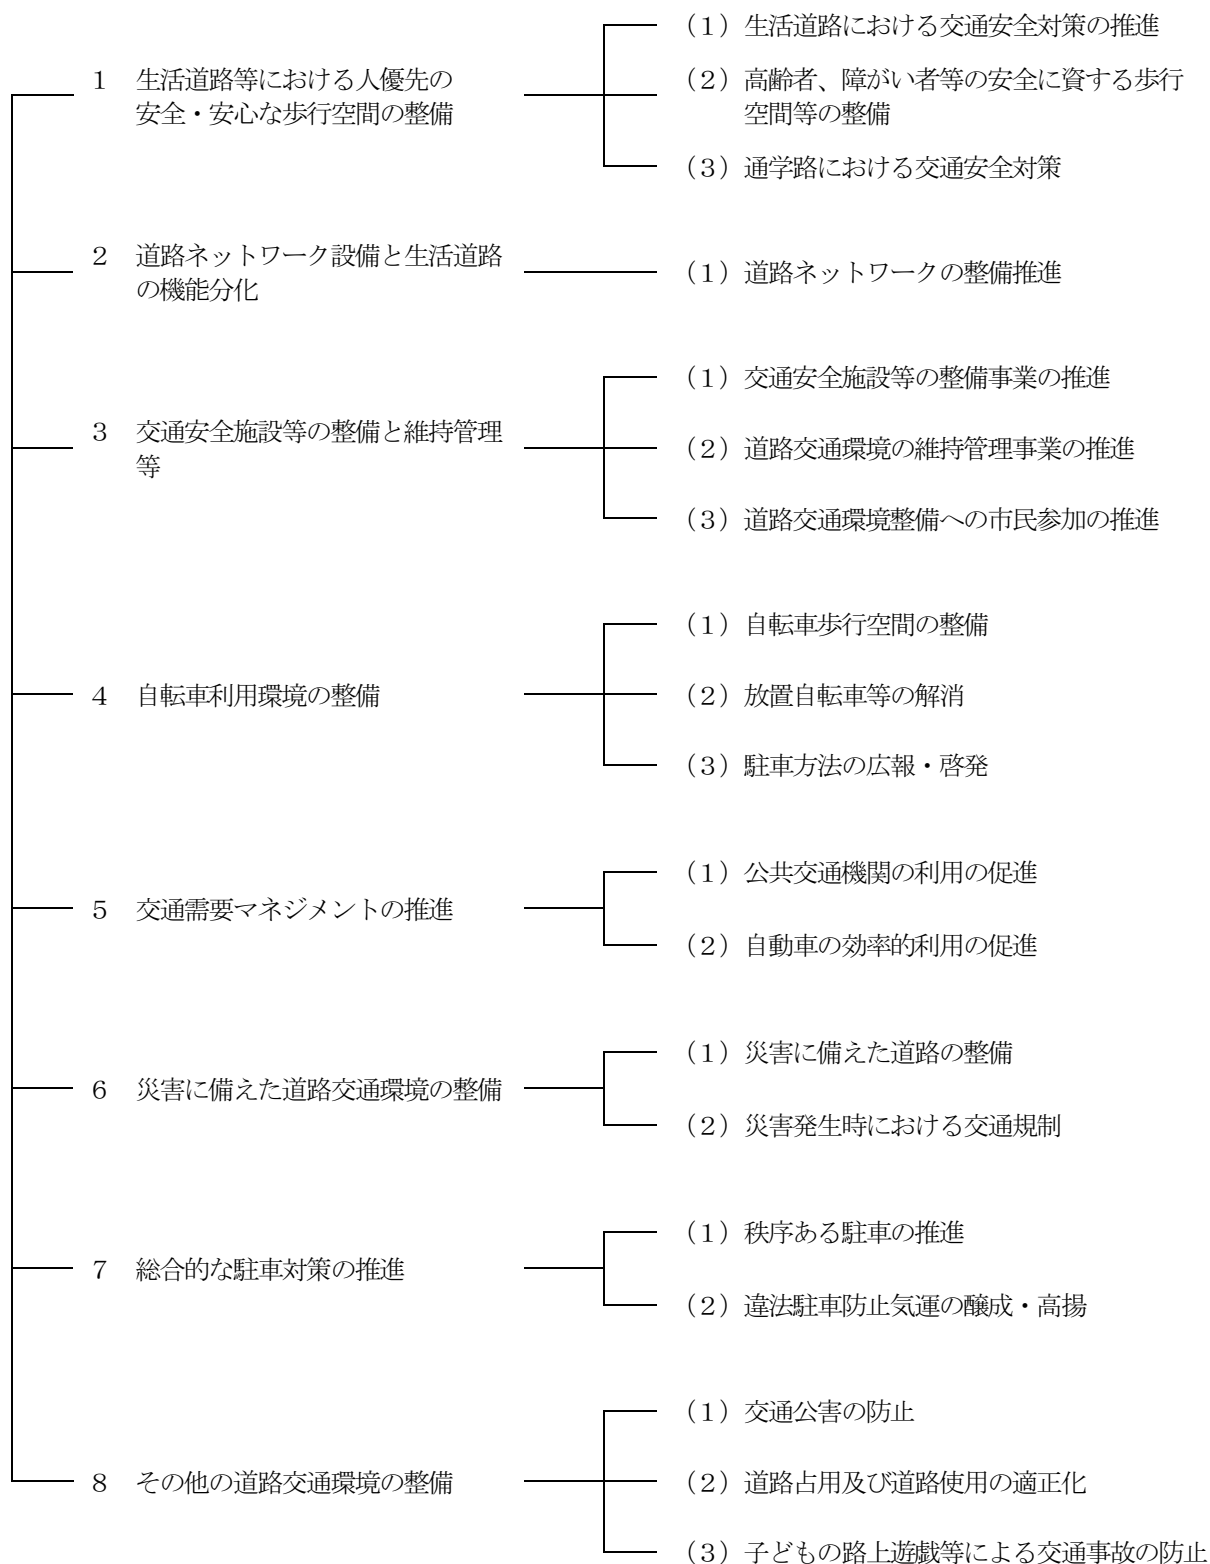 1 生活道路等における人優先の
安全・安心な歩行空間の整備
（1）生活道路における交通安全対策の推進
（2）高齢者、障がい者等の安全に資する歩行
空間等の整備
（3）通学路における交通安全対策
2 道路ネットワーク設備と生活道路
の機能分化
（1）道路ネットワークの整備推進
3 交通安全施設等の整備と維持管理
等
（1）交通安全施設等の整備事業の推進
（2）道路交通環境の維持管理事業の推進
（3）道路交通環境整備への市民参加の推進
4 自転車利用環境の整備
（1）自転車歩行空間の整備
（2）放置自転車等の解消
（3）駐車方法の広報・啓発
5 交通需要マネジメントの推進
（1）公共交通機関の利用の促進
（2）自動車の効率的利用の促進
6 災害に備えた道路交通環境の整備
（1）災害に備えた道路の整備
（2）災害発生時における交通規制
7 総合的な駐車対策の推進
（1）秩序ある駐車の推進
（2）違法駐車防止気運の醸成・高揚
8 その他の道路交通環境の整備
（1）交通公害の防止
（2）道路占用及び道路使用の適正化
（3）子どもの路上遊戯等による交通事故の防止